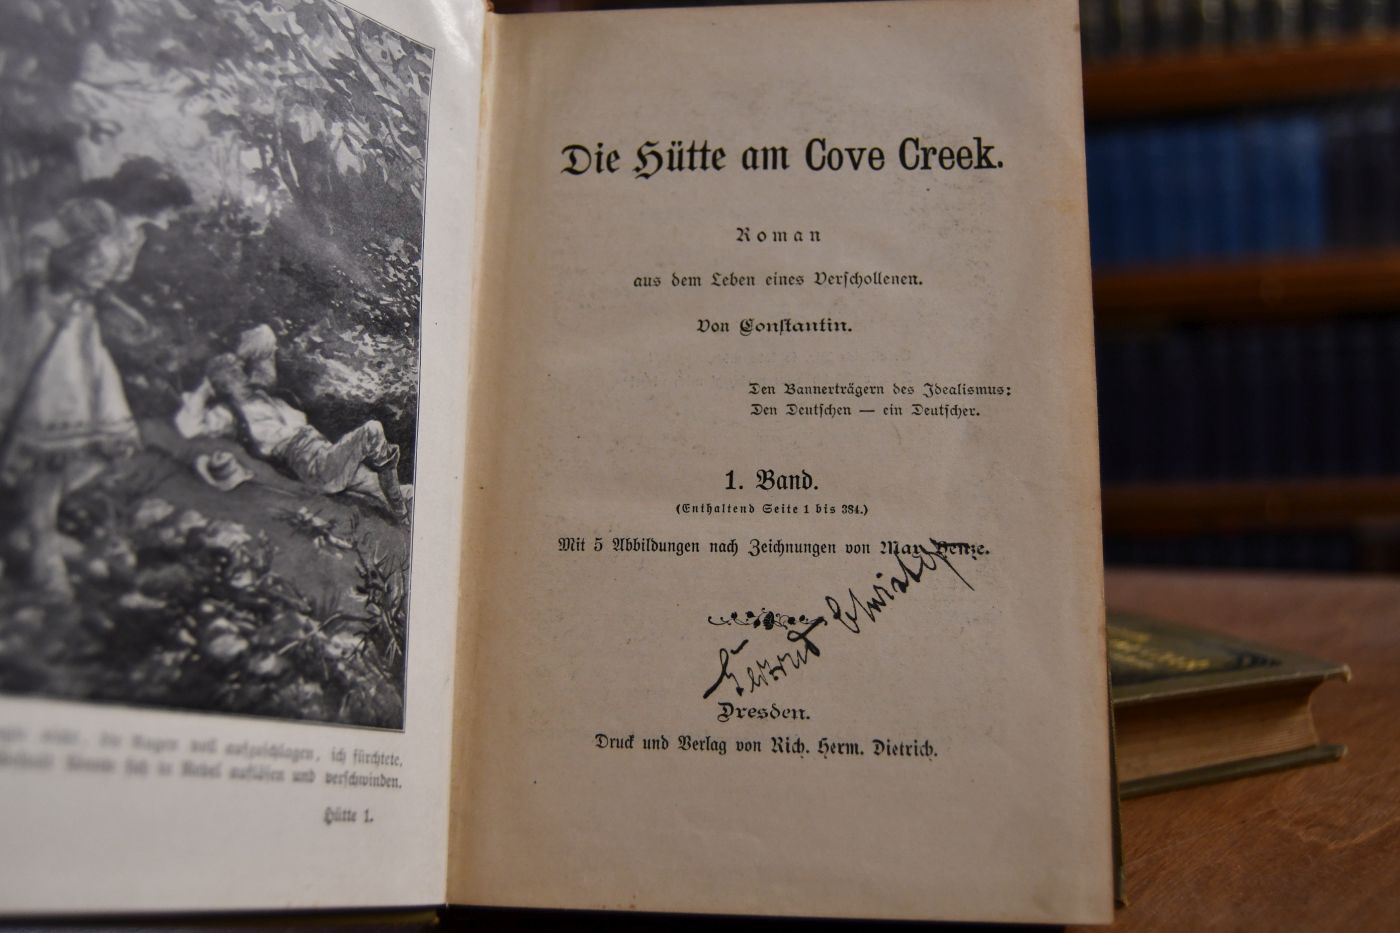 Die Hütte am Cove Creek.
Roman
aus dem Leben eines Verschollenen.
Von Constantin.
Den Bannerträgern des Idealismus:
Den Deutschen — ein Deutscher.
1. Band.
(Enthaltend Seite 1 bis 384.)
Mit 5 Abbildungen nach Zeichnungen von Max Henze.
Gertrud
Dresden.
Druck und Verlag von Rich. Herm. Dietrich.
die Augen weit aufgeschlagen, ich fürchtete,
könnte sich in Nebel auflösen und verschwinden.
Hütte 1.